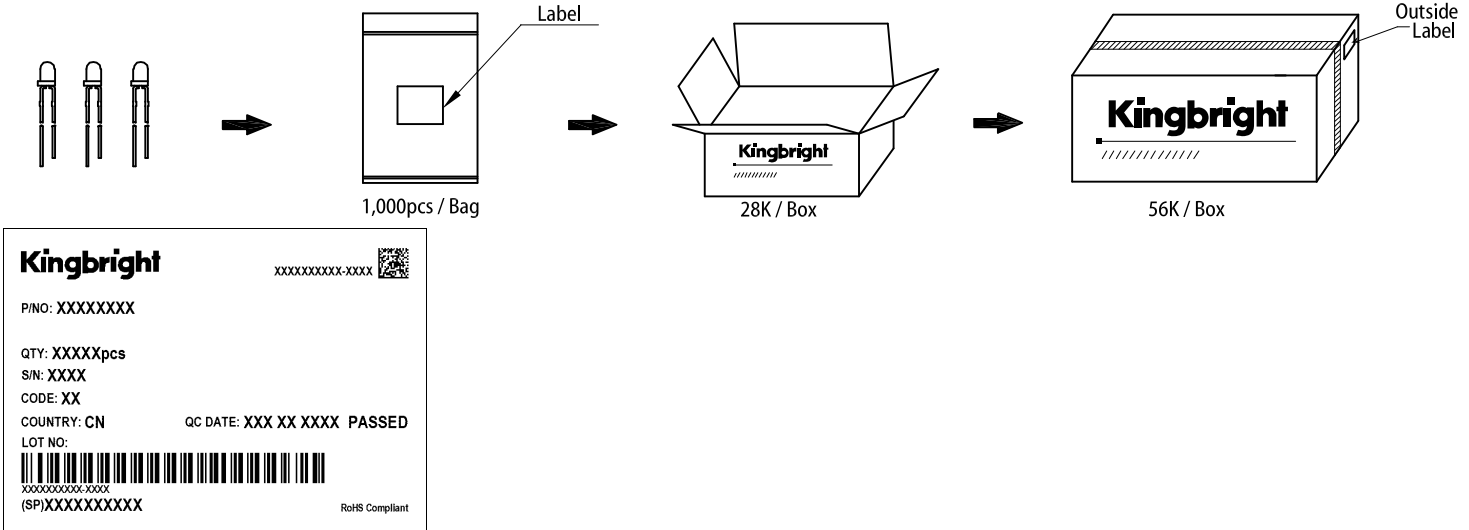 Label
Outside
Label
Kingbright
Kingbright
1,000pcs / Bag
28K / Box
56K / Box
Kingbright
XXXXXXXXXX-XXXX
P/NO: XXXXXXXX
QTY: XXXXXpcs
S/N: XXXX
CODE: XX
COUNTRY: CN QC DATE: XXX XX XXXX PASSED
LOT NO:
XXXXXXXXXX-XXXX
(SP)XXXXXXXXXX RoHS Compliant